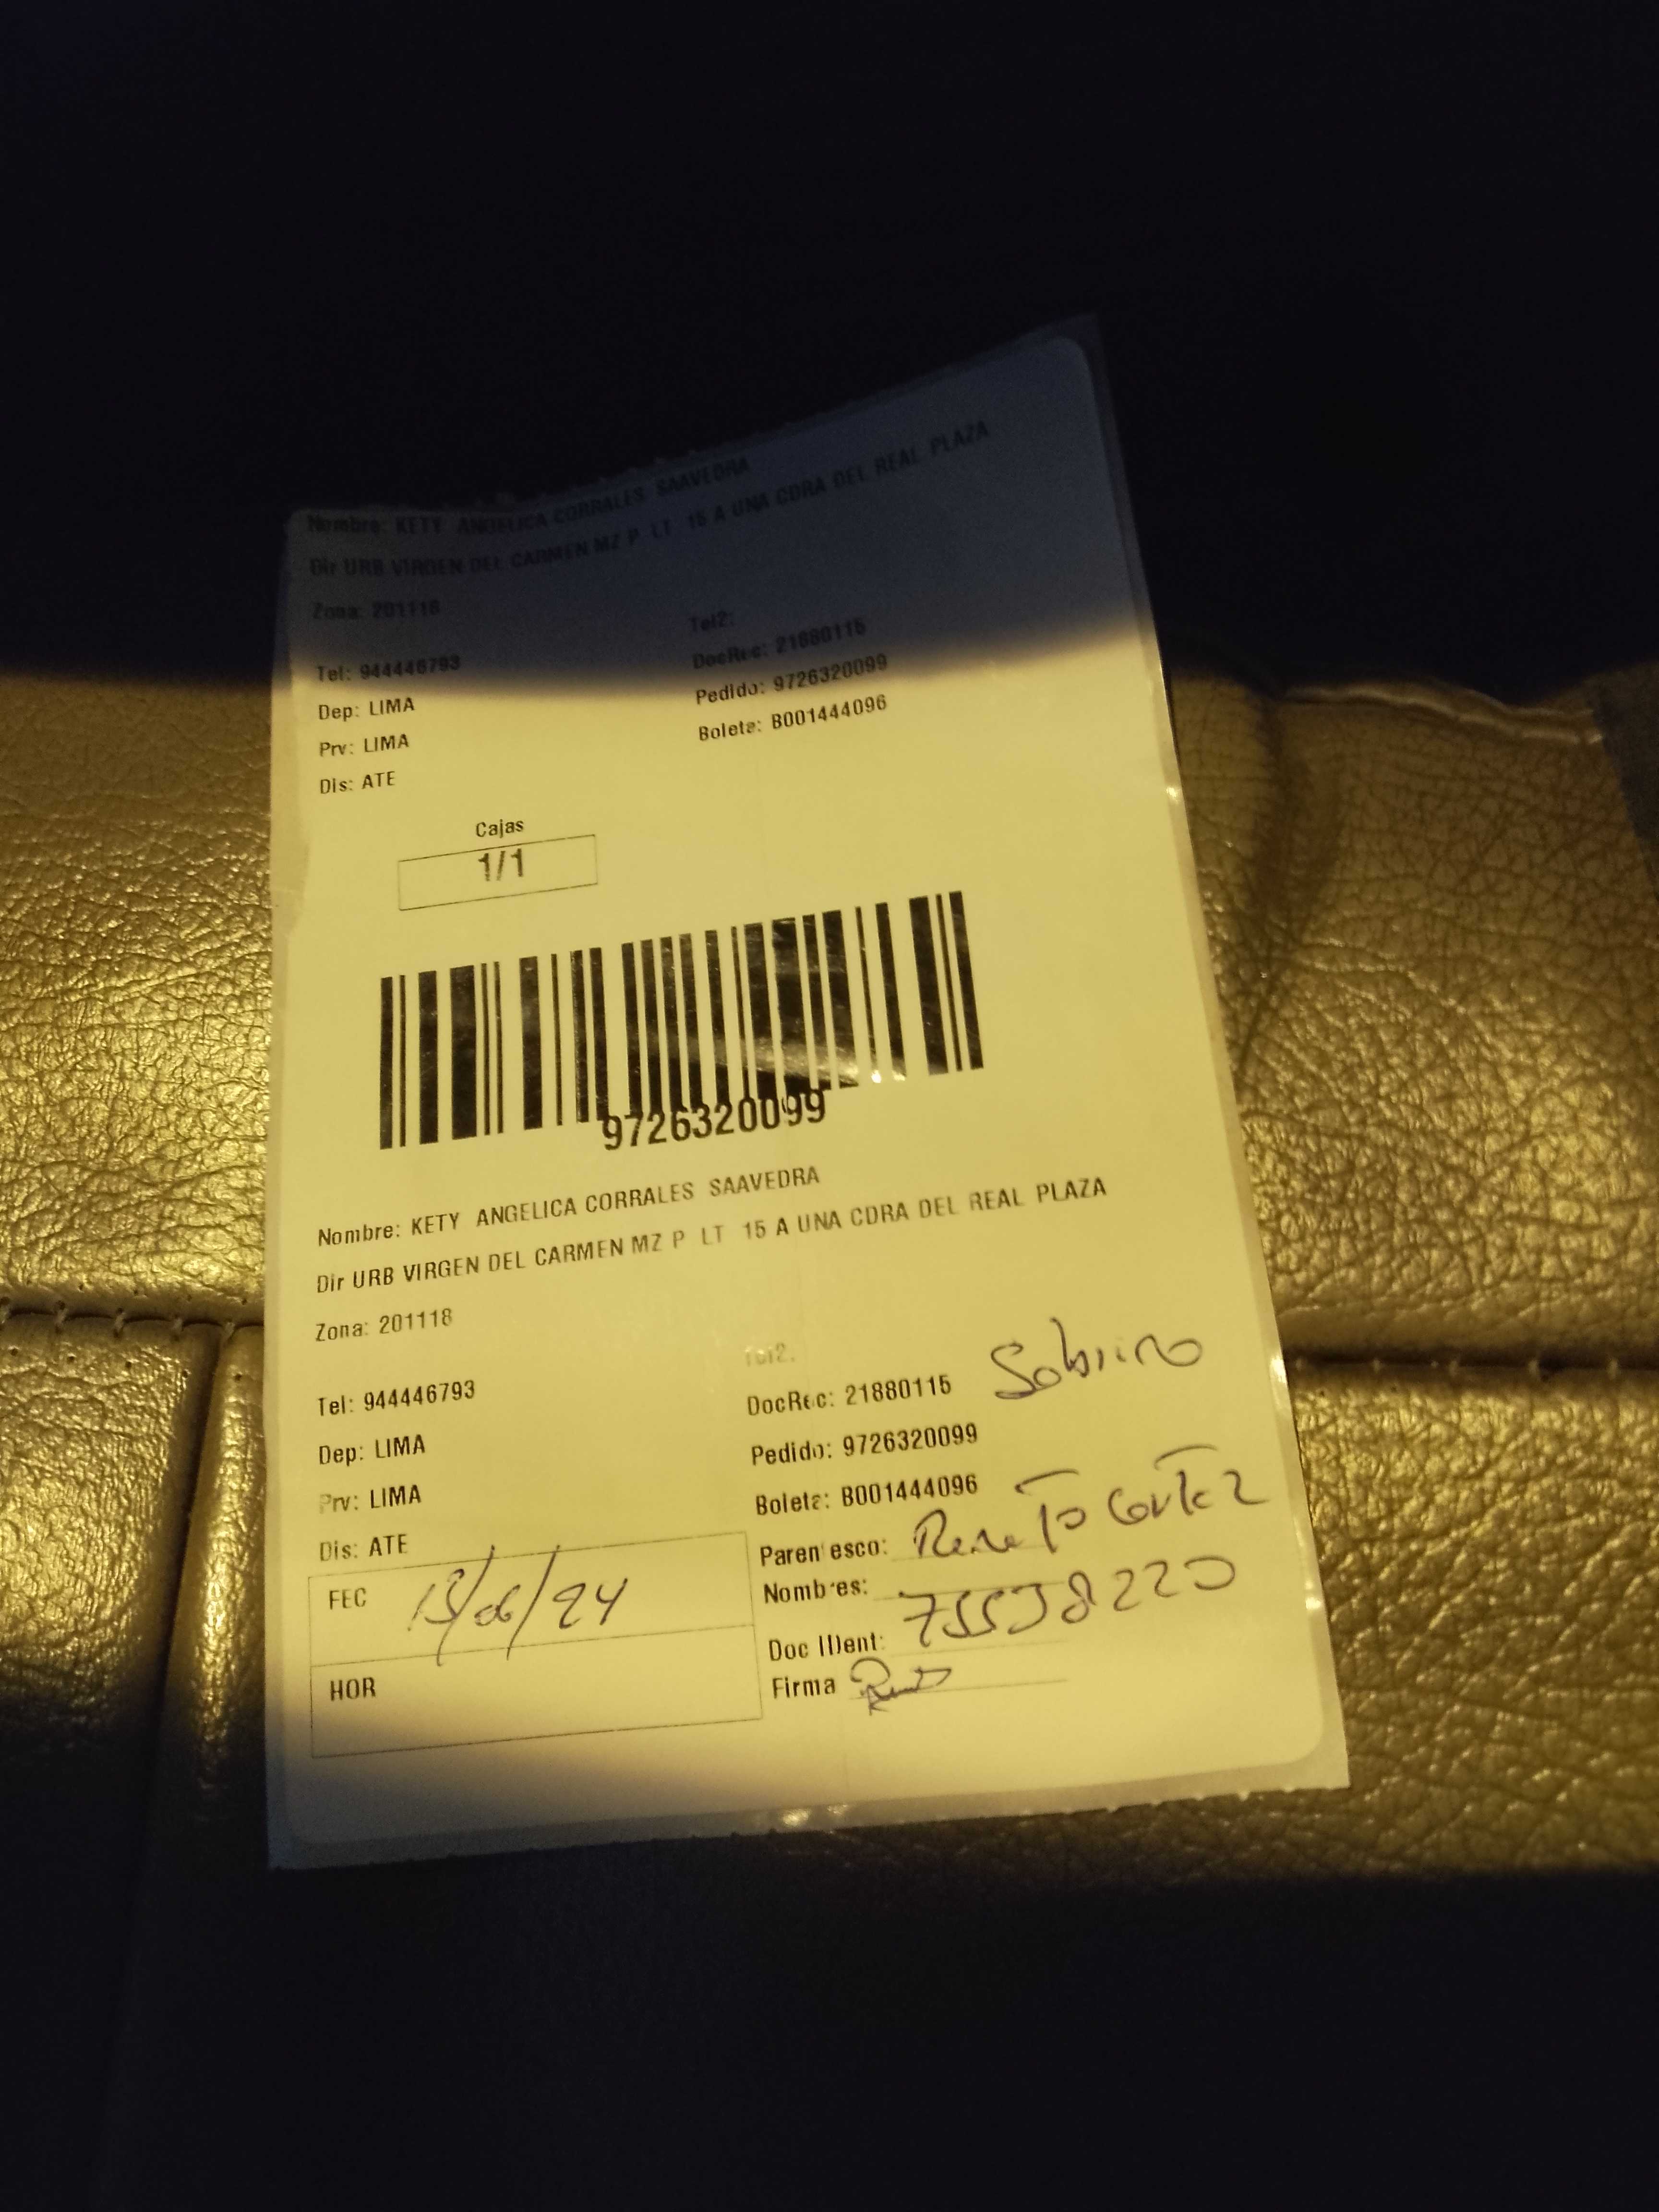 Nombre: KETY ANGELICA CORRALES SAAVEDRA
Dir URB VIRGEN DEL CARMEN MZ P LT 15 A UNA CDRA DEL REAL PLAZA
Zona: 201118
Tel2:
Tel: 944446793
DocRec: 21880115
Dep: LIMA
Pedido: 9726320099
Prv: LIMA
Boleta: B001444096
Dis: ATE
Cajas
1/1
9726320099
Nombre: KETY ANGELICA CORRALES SAAVEDRA
Dir URB VIRGEN DEL CARMEN MZ P LT 15 A UNA CDRA DEL REAL PLAZA
Zona: 201118
Tel2:
Tel: 944446793
DocRec: 21880115 Sobrino
Dep: LIMA
Pedido: 9726320099
Prv: LIMA
Boleta: B001444096
Dis: ATE
Parentesco: Renato Cortez
FEC
Nombres:
Doc Ident: 75538220
HOR
Firma